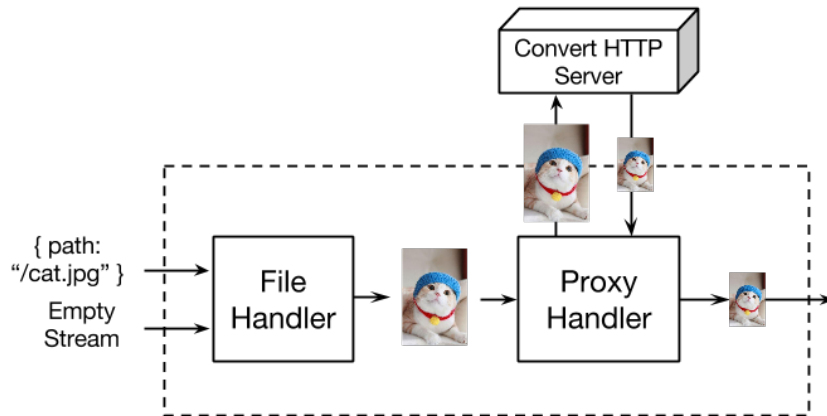 Convert HTTP
Server
{ path:
“/cat.jpg” }
Empty
Stream
File
Handler
Proxy
Handler